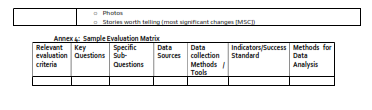 ○ Photos
○ Stories worth telling (most significant changes [MSC])
Annex 4: Sample Evaluation Matrix
Relevant evaluation criteria
Key Questions:
Specific Sub-Questions
Data Sources
Data collection Methods / Tools
Indicators/Success Standard
Methods for Data Analysis